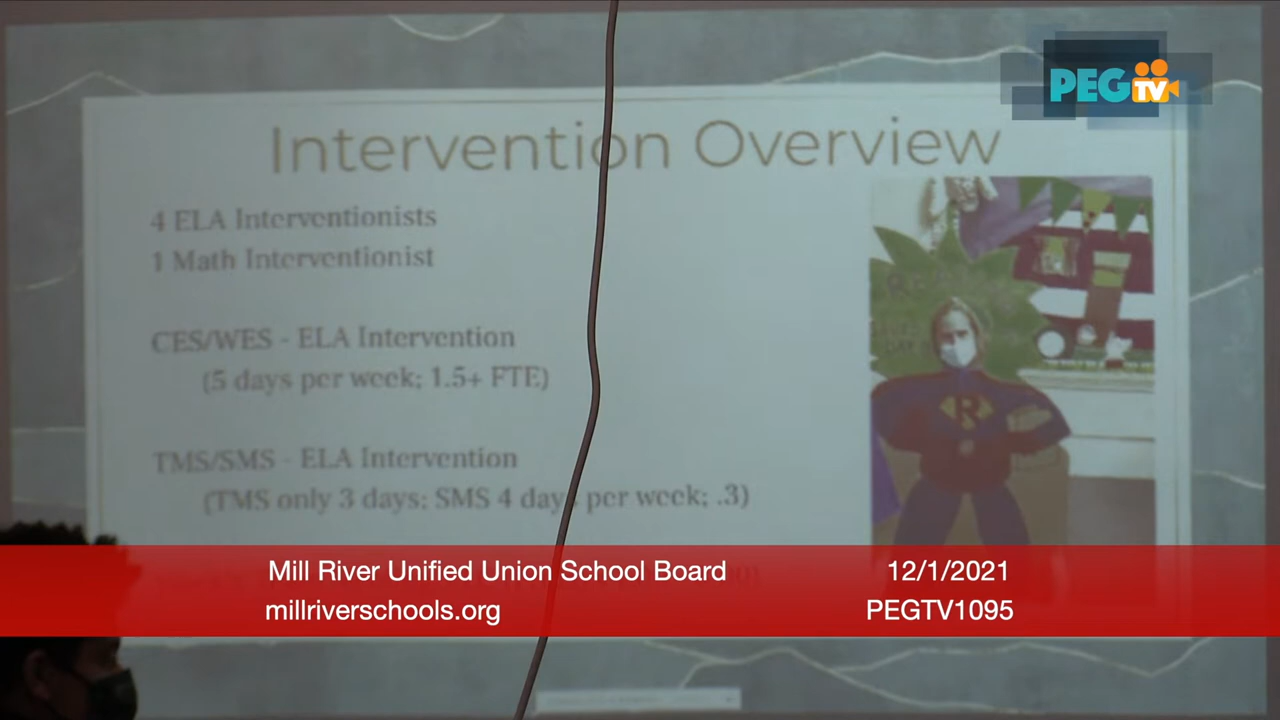 PEGTV
Intervention Overview
4 ELA Interventionists
1 Math Interventionist
CES/WES - ELA Intervention
(5 days per week; 1.5+ FTE)
TMS/SMS - ELA Intervention
(TMS only 3 days; SMS 4 days per week; .3)
R
Mill River Unified Union School Board 12/1/2021
millriverschools.org PEGTV1095